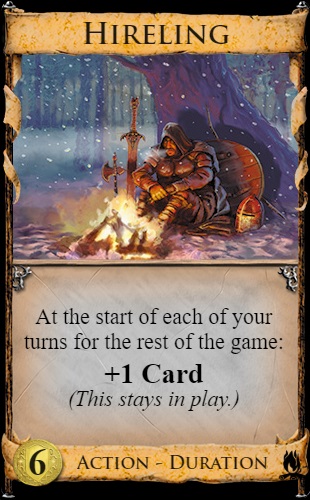 HIRELING
At the start of each of your
turns for the rest of the game:
+1 Card
(This stays in play.)
6 ACTION - DURATION